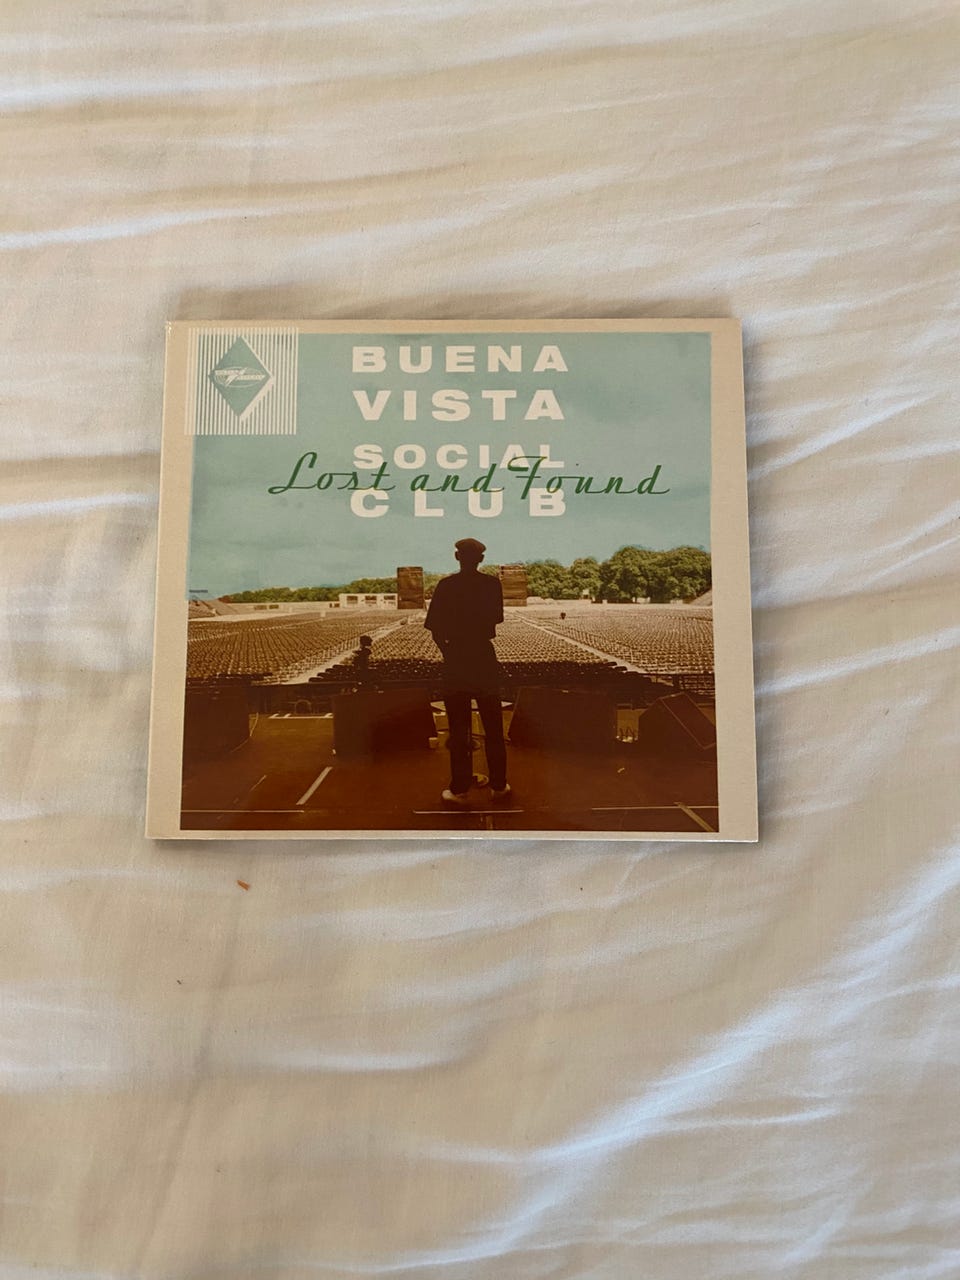 BUENA
VISTA
SOCIAL
Lost and Found
CLUB